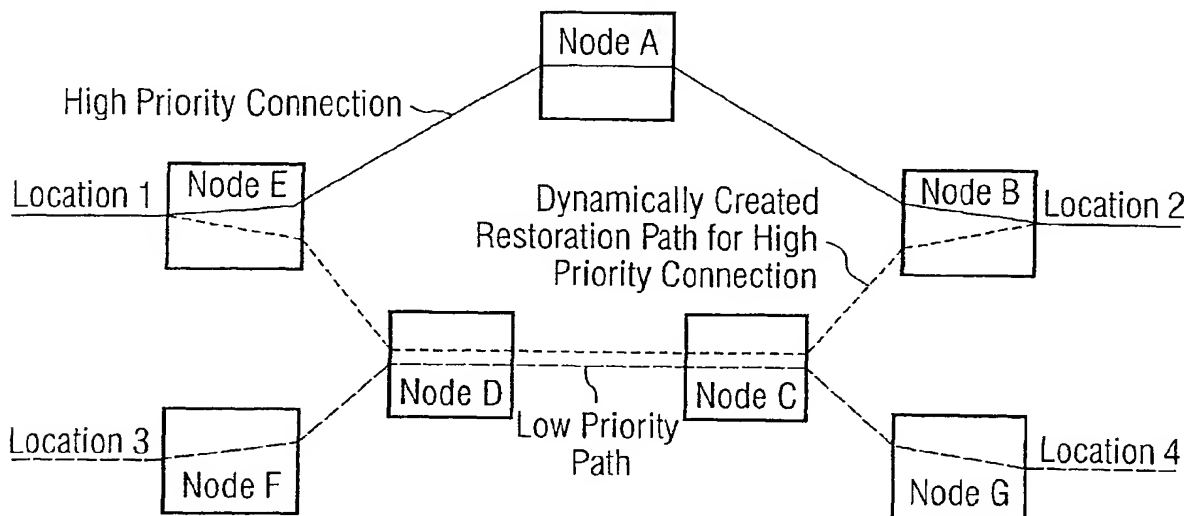 Node A
High Priority Connection
Location 1
Node E
Dynamically Created
Restoration Path for High
Priority Connection
Node B
Location 2
Node D
Node C
Low Priority
Path
Location 3
Node F
Node G
Location 4